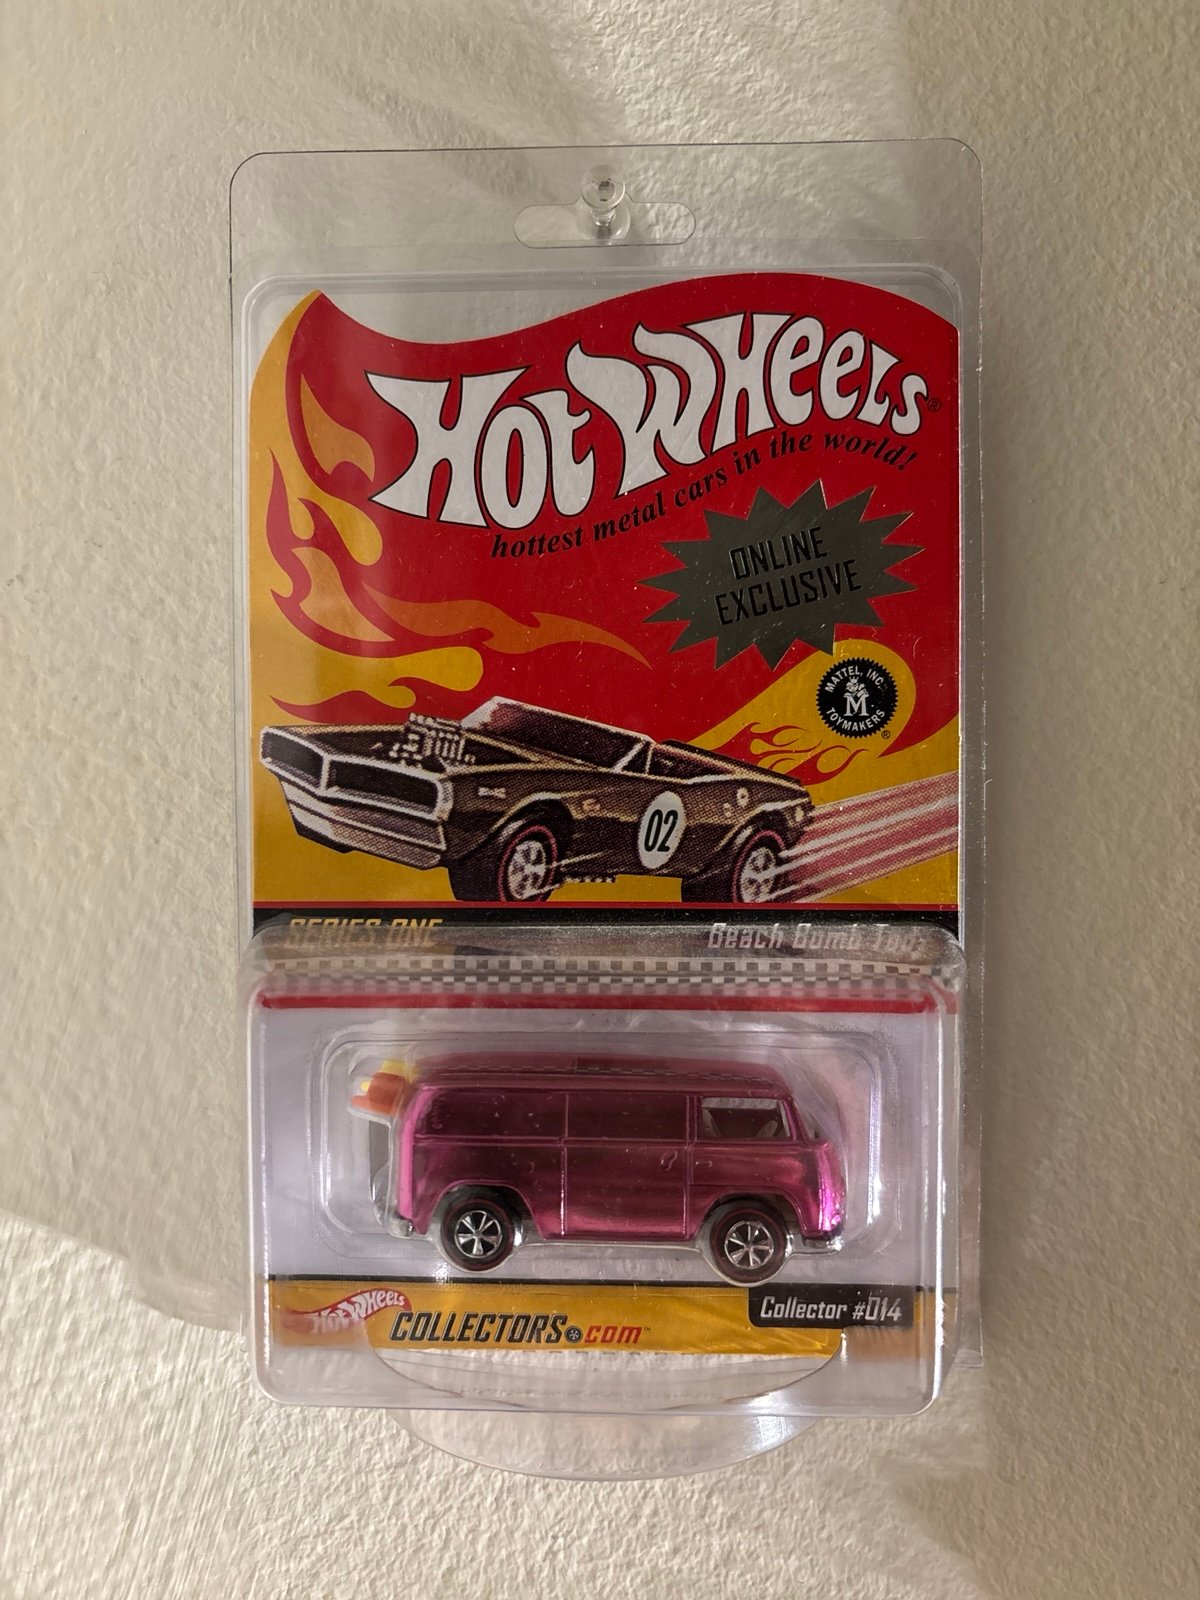 Hot Wheels®
hottest metal cars in the world!
ONLINE
EXCLUSIVE
MATTEL, INC.
M
TOYMAKERS
®
02
SERIES ONE
Beach Bomb Too
Hot Wheels
COLLECTORS.com™
Collector #014